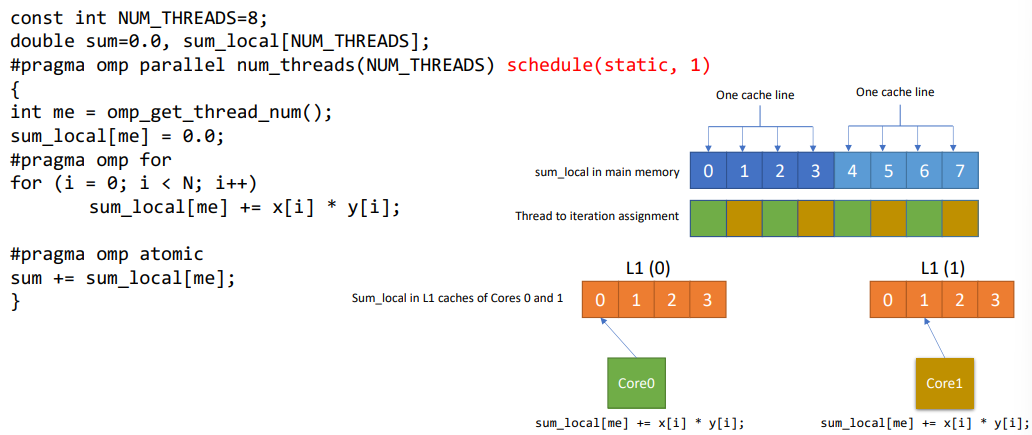 const int NUM_THREADS=8;
double sum=0.0, sum_local[NUM_THREADS];
#pragma omp parallel num_threads(NUM_THREADS) schedule(static, 1)
{
int me = omp_get_thread_num();
sum_local[me] = 0.0;
#pragma omp for
for (i = 0; i < N; i++)
sum_local[me] += x[i] * y[i];
#pragma omp atomic
sum += sum_local[me];
}
One cache line
One cache line
sum_local in main memory
0 1 2 3 4 5 6 7
Thread to iteration assignment
L1 (0)
L1 (1)
Sum_local in L1 caches of Cores 0 and 1
0 1 2 3
0 1 2 3
Core0
Core1
sum_local[me] += x[i] * y[i];
sum_local[me] += x[i] * y[i];